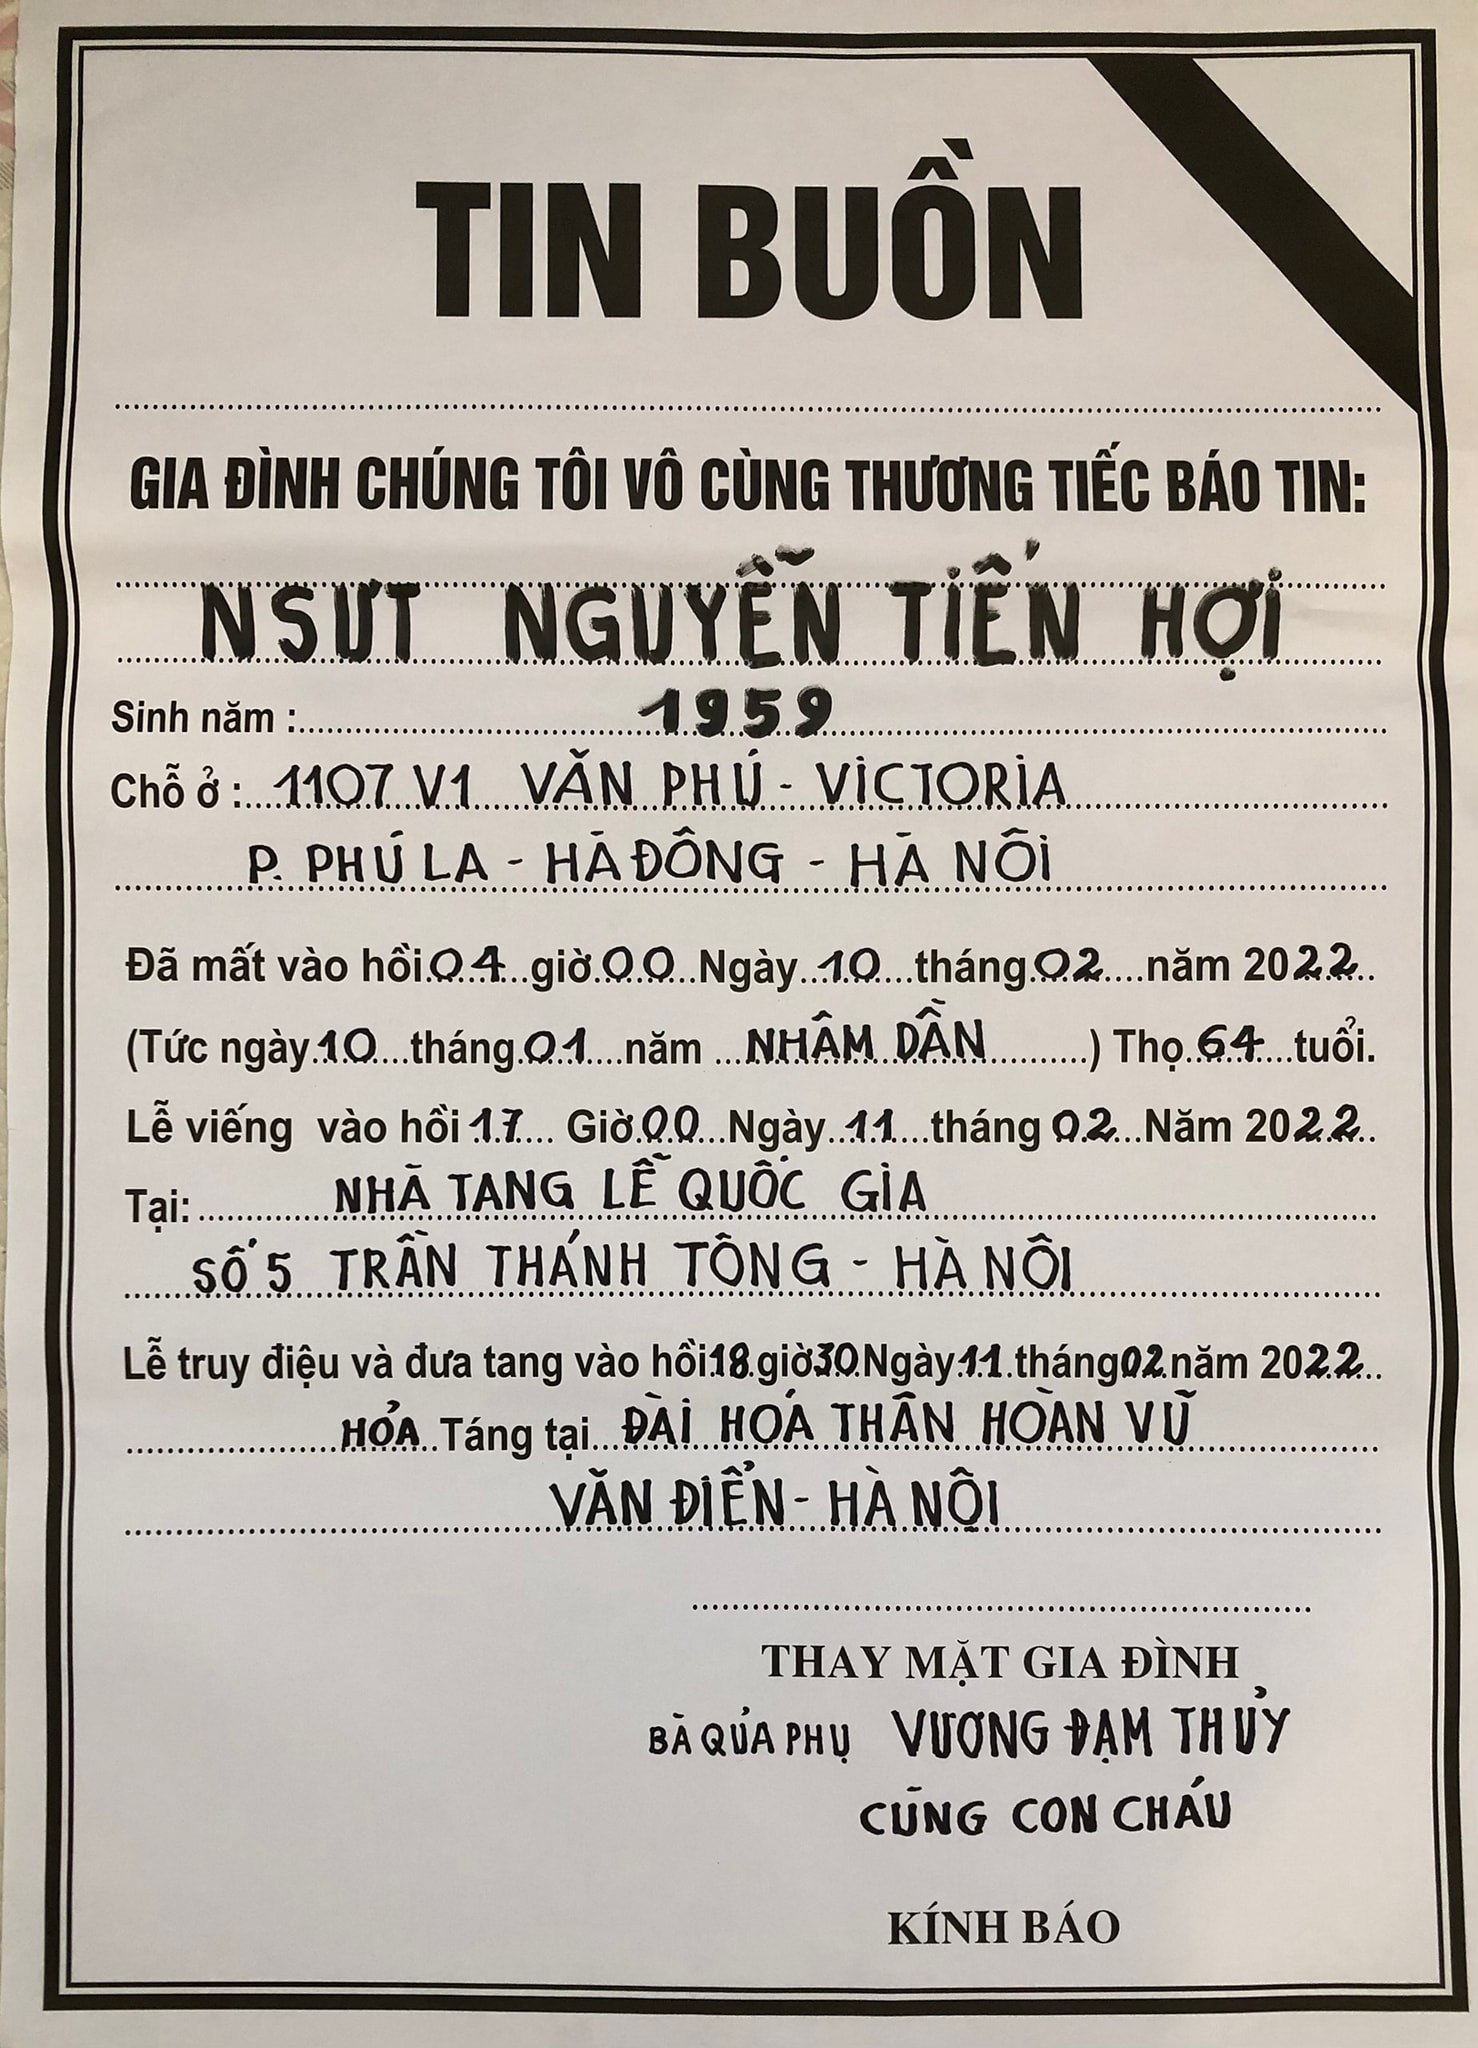 TIN BUỒN
GIA ĐÌNH CHÚNG TÔI VÔ CÙNG THƯƠNG TIẾC BÁO TIN:
NSƯT NGUYỄN TIẾN HỢI
Sinh năm : 1959
Chỗ ở : 1107 V1 VĂN PHÚ - VICTORIA
P. PHÚ LA - HÀ ĐÔNG - HÀ NÔI
Đã mất vào hồi 04 giờ 00 Ngày 10 tháng 02 năm 2022
(Tức ngày 10 tháng 01 năm NHÂM DẦN ) Thọ 64 tuổi.
Lễ viếng vào hồi 17 Giờ 00 Ngày 11 tháng 02 Năm 2022
Tại: NHÀ TANG LỄ QUỐC GIA
SỐ 5 TRẦN THÁNH TÔNG - HÀ NÔI
Lễ truy điệu và đưa tang vào hồi 18 giờ 30 Ngày 11 tháng 02 năm 2022
HỎA Táng tại ĐÀI HOÁ THÂN HOÀN VŨ
VĂN ĐIỂN - HÀ NỘI
THAY MẶT GIA ĐÌNH
BÀ QỦA PHỤ VƯƠNG ĐẠM THỦY
CÙNG CON CHÁU
KÍNH BÁO